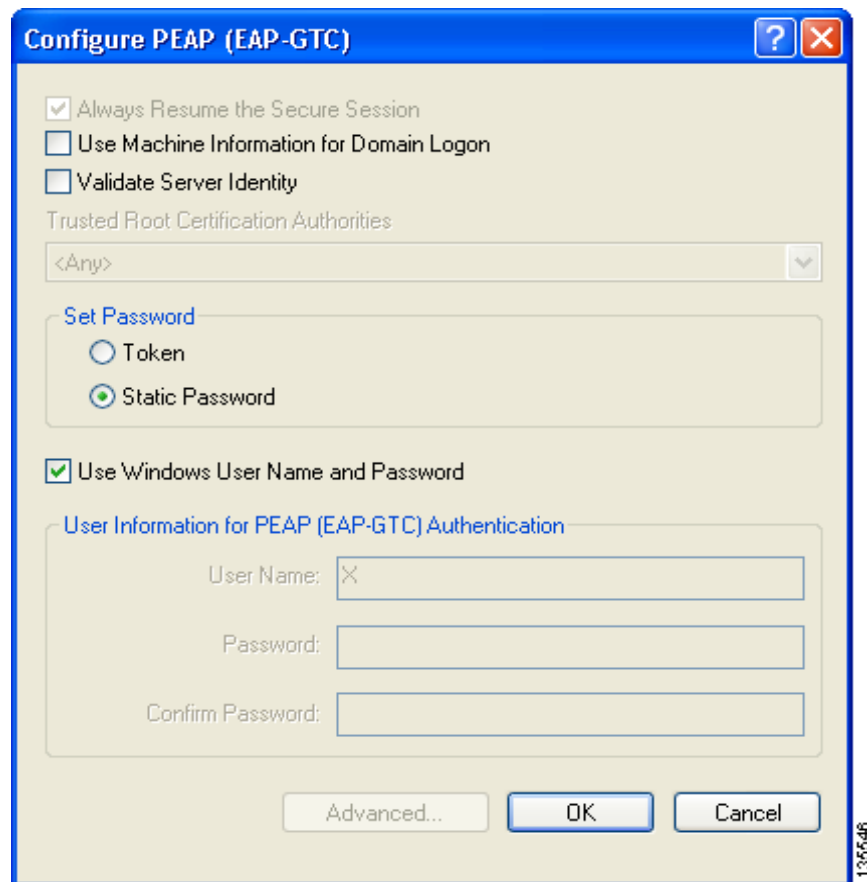 Configure PEAP (EAP-GTC)
Always Resume the Secure Session
Use Machine Information for Domain Logon
Validate Server Identity
Trusted Root Certification Authorities
<Any>
Set Password
Token
Static Password
Use Windows User Name and Password
User Information for PEAP (EAP-GTC) Authentication
User Name: X
Password:
Confirm Password:
Advanced... OK Cancel
135546